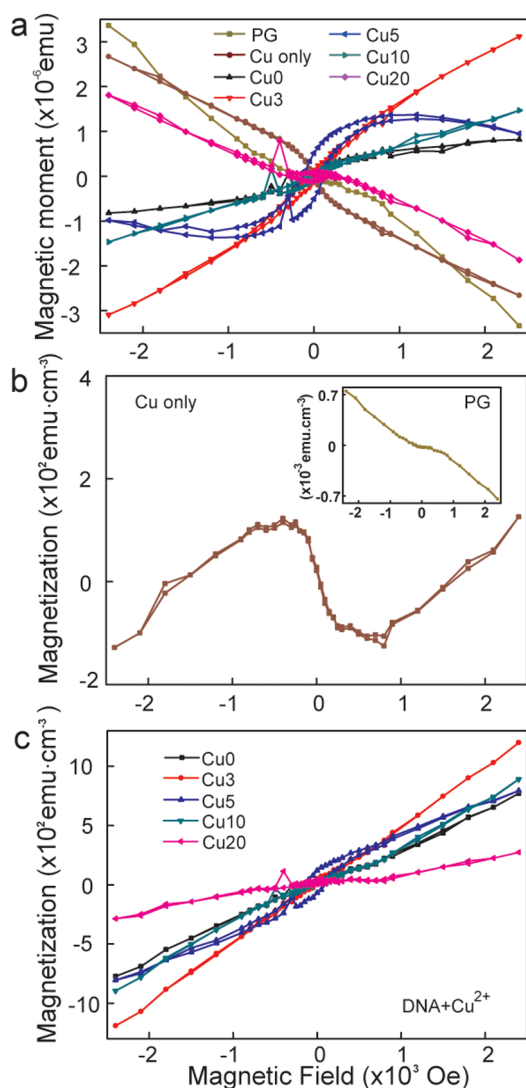 a
PG
Cu only
Cu0
Cu3
Cu5
Cu10
Cu20
Magnetic moment (x10⁻⁶emu)
3
2
1
0
-1
-2
-3
-2 -1 0 1 2
b
Cu only
PG
(x10⁻³emu.cm⁻³)
0.7
0
-0.7
-2 -1 0 1 2
Magnetization (x10²emu·cm⁻³)
4
2
0
-2
-2 -1 0 1 2
c
Cu0
Cu3
Cu5
Cu10
Cu20
Magnetization (x10²emu·cm⁻³)
10
5
0
-5
-10
DNA+Cu²⁺
-2 -1 0 1 2
Magnetic Field (x10³ Oe)